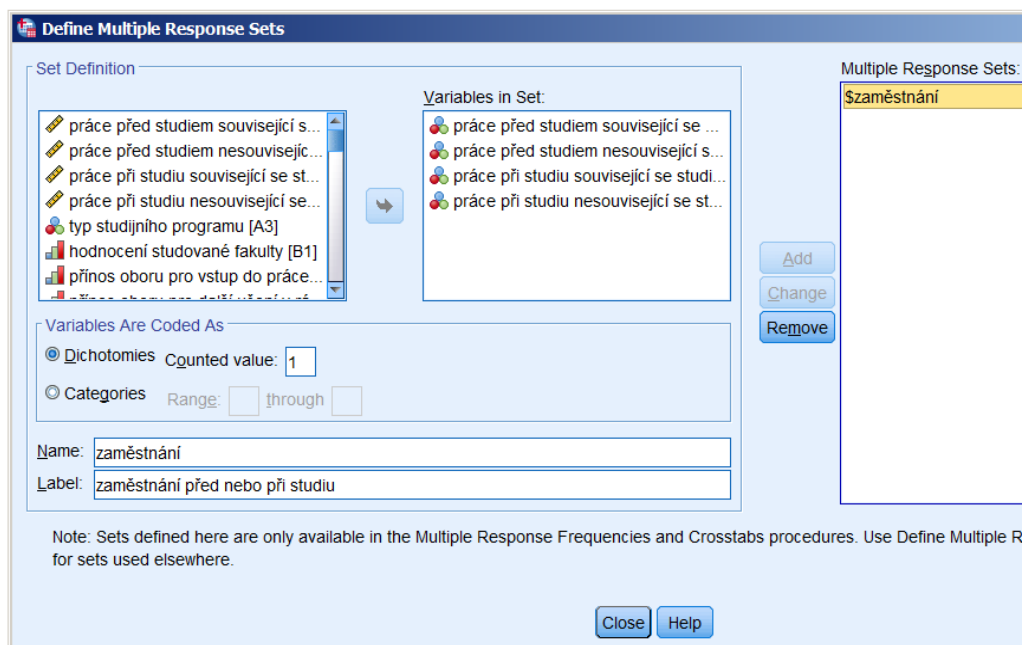 Define Multiple Response Sets
Set Definition
práce před studiem související s...
práce před studiem nesouvisejíc...
práce při studiu související se st...
práce při studiu nesouvisející se...
typ studijního programu [A3]
hodnocení studované fakulty [B1]
přínos oboru pro vstup do práce...
Variables in Set:
práce před studiem související se ...
práce před studiem nesouvisející s...
práce při studiu související se studi...
práce při studiu nesouvisející se st...
Variables Are Coded As
Dichotomies Counted value: 1
Categories Range: through
Name: zaměstnání
Label: zaměstnání před nebo při studiu
Add
Change
Remove
Multiple Response Sets:
$zaměstnání
Note: Sets defined here are only available in the Multiple Response Frequencies and Crosstabs procedures. Use Define Multiple R
for sets used elsewhere.
Close Help